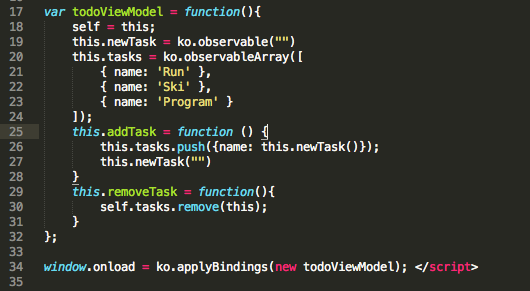 17 var todoViewModel = function(){
18     self = this;
19     this.newTask = ko.observable("")
20     this.tasks = ko.observableArray([
21         { name: 'Run' },
22         { name: 'Ski' },
23         { name: 'Program' }
24     ]);
25     this.addTask = function () {
26         this.tasks.push({name: this.newTask()});
27         this.newTask("")
28     }
29     this.removeTask = function(){
30         self.tasks.remove(this);
31     }
32 };
33
34 window.onload = ko.applyBindings(new todoViewModel); </script>
35